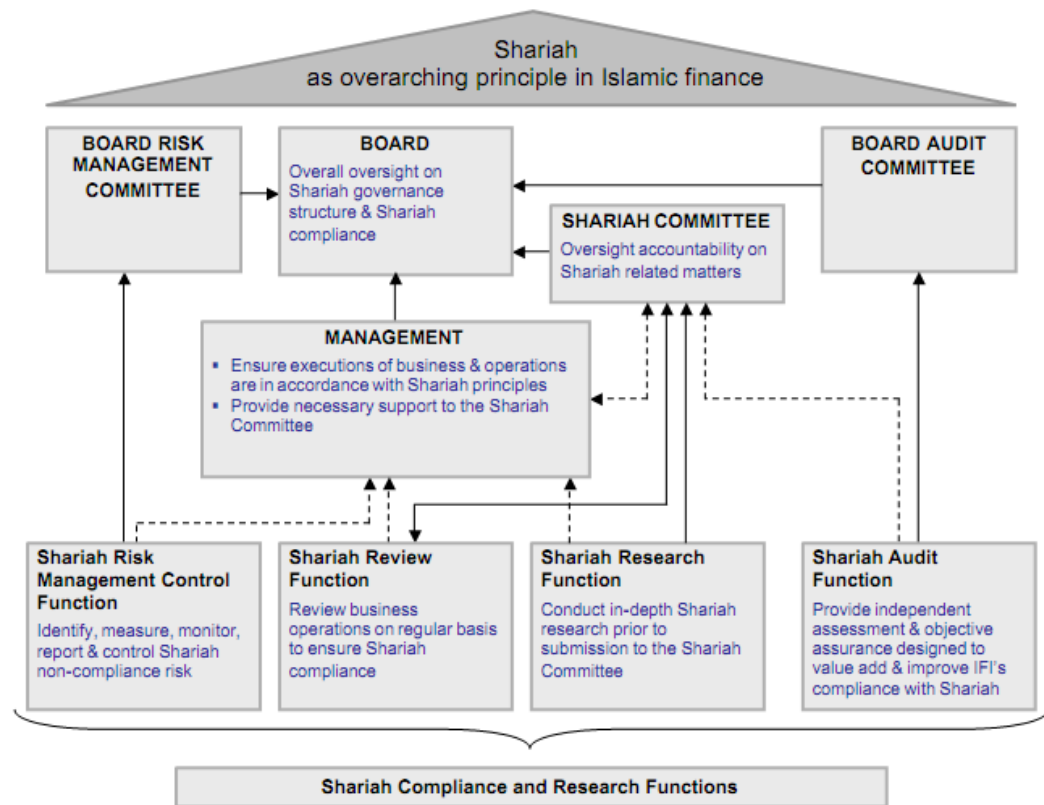 Shariah
as overarching principle in Islamic finance
BOARD RISK
MANAGEMENT
COMMITTEE
BOARD
Overall oversight on
Shariah governance
structure & Shariah
compliance
BOARD AUDIT
COMMITTEE
SHARIAH COMMITTEE
Oversight accountability on
Shariah related matters
MANAGEMENT
▪ Ensure executions of business & operations
are in accordance with Shariah principles
▪ Provide necessary support to the Shariah
Committee
Shariah Risk
Management Control
Function
Identify, measure, monitor,
report & control Shariah
non-compliance risk
Shariah Review
Function
Review business
operations on regular basis
to ensure Shariah
compliance
Shariah Research
Function
Conduct in-depth Shariah
research prior to
submission to the Shariah
Committee
Shariah Audit
Function
Provide independent
assessment & objective
assurance designed to
value add & improve IFI's
compliance with Shariah
Shariah Compliance and Research Functions